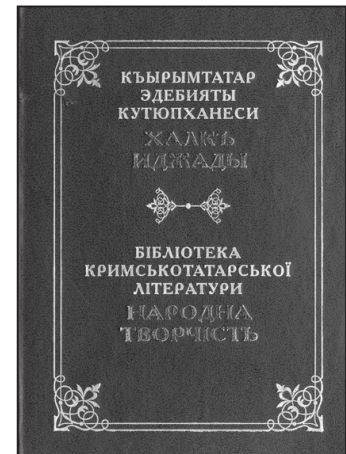 КЪЫРЫМТАТАР
ЭДЕБИЯТЫ
КУТЮПХАНЕСИ
ХАЛКЪ
ИДЖАДЫ
БІБЛІОТЕКА
КРИМСЬКОТАТАРСЬКОЇ
ЛІТЕРАТУРИ
НАРОДНА
ТВОРЧІСТЬ